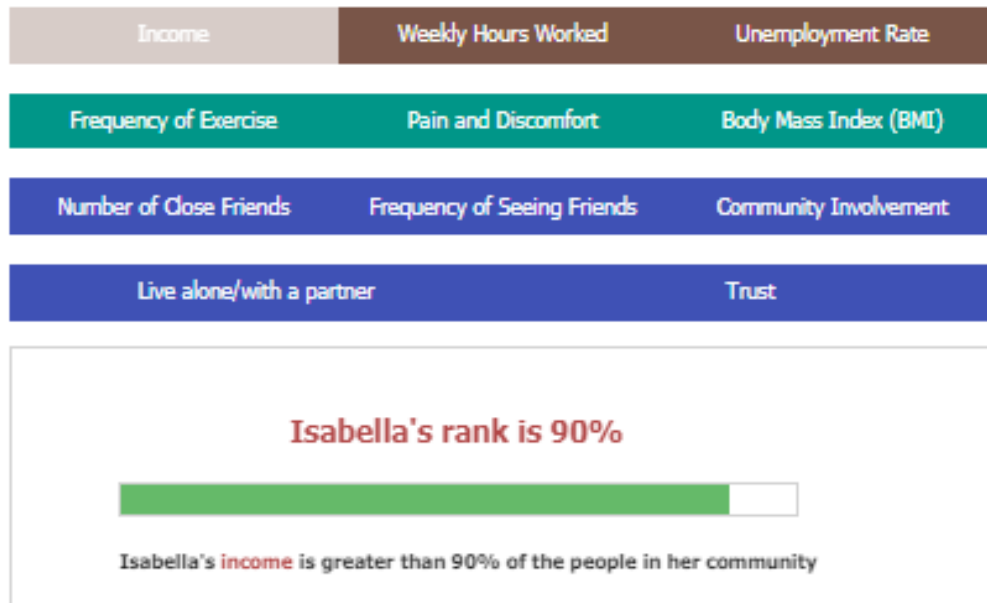 Income Weekly Hours Worked Unemployment Rate
Frequency of Exercise Pain and Discomfort Body Mass Index (BMI)
Number of Close Friends Frequency of Seeing Friends Community Involvement
Live alone/with a partner Trust
Isabella's rank is 90%
Isabella's income is greater than 90% of the people in her community